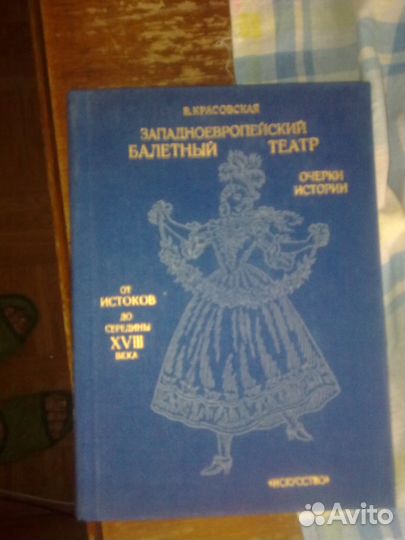 В. КРАСОВСКАЯ
ЗАПАДНОЕВРОПЕЙСКИЙ
БАЛЕТНЫЙ ТЕАТР
ОЧЕРКИ
ИСТОРИИ
ОТ
ИСТОКОВ
ДО
СЕРЕДИНЫ
XVIII
ВЕКА
«ИСКУССТВО»
Avito